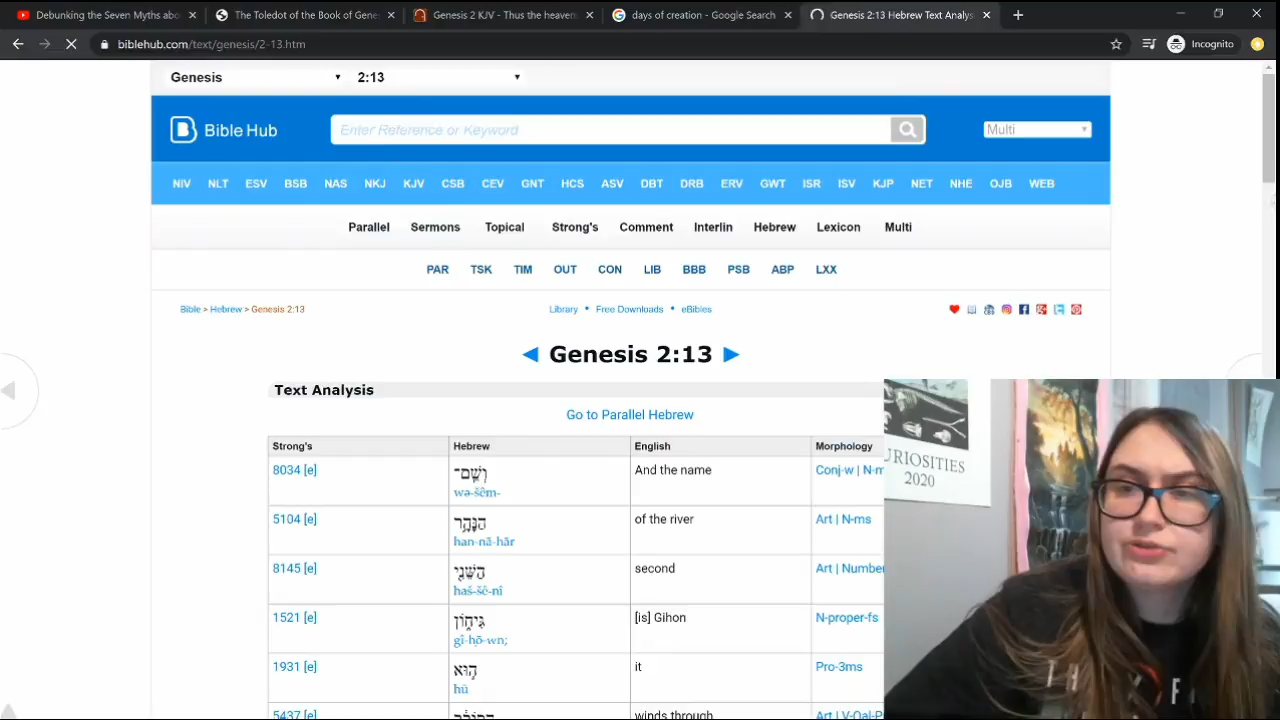 Debunking the Seven Myths abo
The Toledot of the Book of Gene
Genesis 2 KJV - Thus the heaven
days of creation - Google Search
Genesis 2:13 Hebrew Text Analys
biblehub.com/text/genesis/2-13.htm
Incognito
Genesis 2:13
Bible Hub
Enter Reference or Keyword
Multi
NIV NLT ESV BSB NAS NKJ KJV CSB CEV GNT HCS ASV DBT DRB ERV GWT ISR ISV KJP NET NHE OJB WEB
Parallel Sermons Topical Strong's Comment Interlin Hebrew Lexicon Multi
PAR TSK TIM OUT CON LIB BBB PSB ABP LXX
Bible > Hebrew > Genesis 2:13
Library • Free Downloads • eBibles
◄ Genesis 2:13 ►
Text Analysis
Go to Parallel Hebrew
Strong's Hebrew English Morphology
8034 [e] וְשֵֽׁם־ And the name Conj-w | N-m
wə-šêm-
5104 [e] הַנָּהָ֥ר of the river Art | N-ms
han-nā-hār
8145 [e] הַשֵּׁנִ֖י second Art | Number
haš-šê-nî
1521 [e] גִּיח֑וֹן [is] Gihon N-proper-fs
gî-ḥō-wn;
1931 [e] ה֣וּא it Pro-3ms
hū
5437 [e] הַסּוֹבֵ֔ב winds through Art | V-Qal-P
URIOSITIES
2020